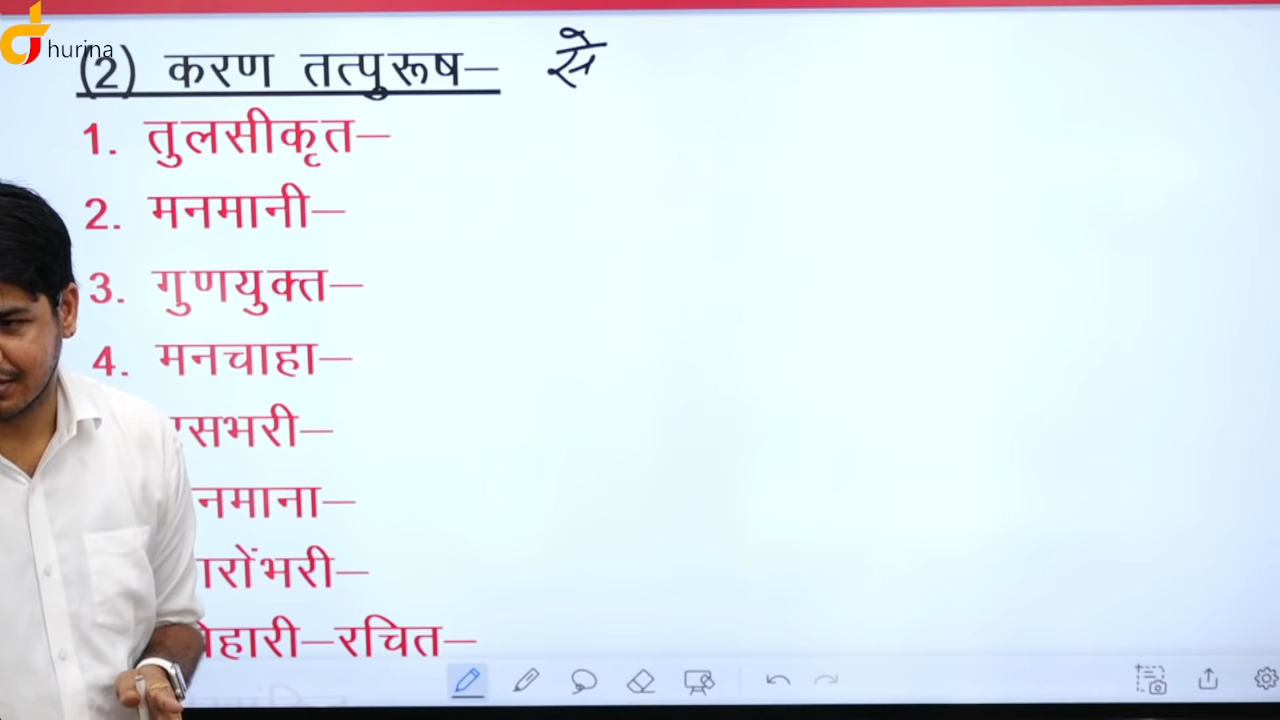 hurina
(2) करण तत्पुरूष– से
1. तुलसीकृत–
2. मनमानी–
3. गुणयुक्त–
4. मनचाहा–
सभरी–
नमाना–
रोंभरी–
हारी–रचित–